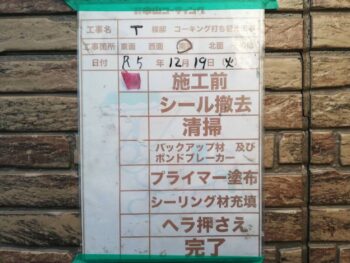 工事名 T 様邸 コーキング打ち替え工事
工事箇所 東面 西面 南面 北面
日付 R5年12月19日火
施工前
シール撤去
清掃
バックアップ材 及び
ボンドブレーカー
プライマー塗布
シーリング材充填
ヘラ押さえ
完了